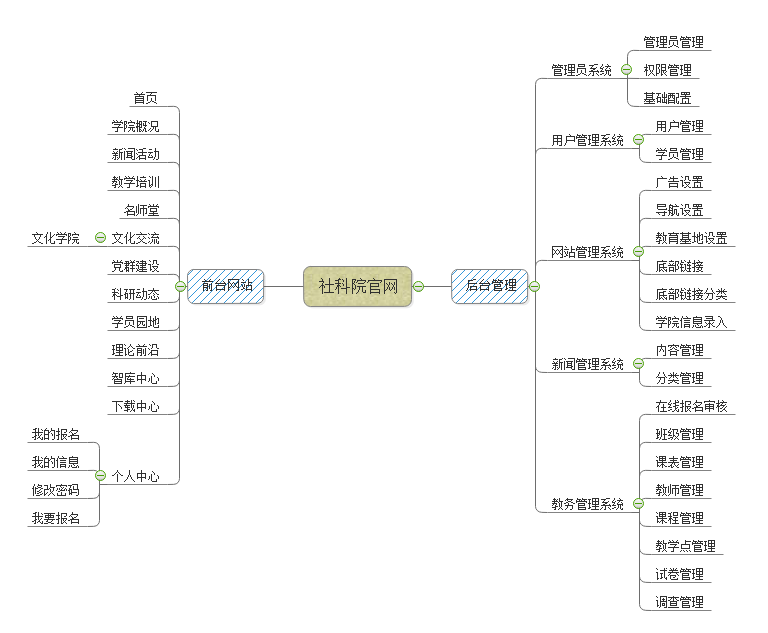 社科院官网
前台网站
首页
学院概况
新闻活动
教学培训
名师堂
文化交流
文化学院
党群建设
科研动态
学员园地
理论前沿
智库中心
下载中心
个人中心
我的报名
我的信息
修改密码
我要报名
后台管理
管理员系统
管理员管理
权限管理
基础配置
用户管理系统
用户管理
学员管理
网站管理系统
广告设置
导航设置
教育基地设置
底部链接
底部链接分类
学院信息录入
新闻管理系统
内容管理
分类管理
教务管理系统
在线报名审核
班级管理
课表管理
教师管理
课程管理
教学点管理
试卷管理
调查管理